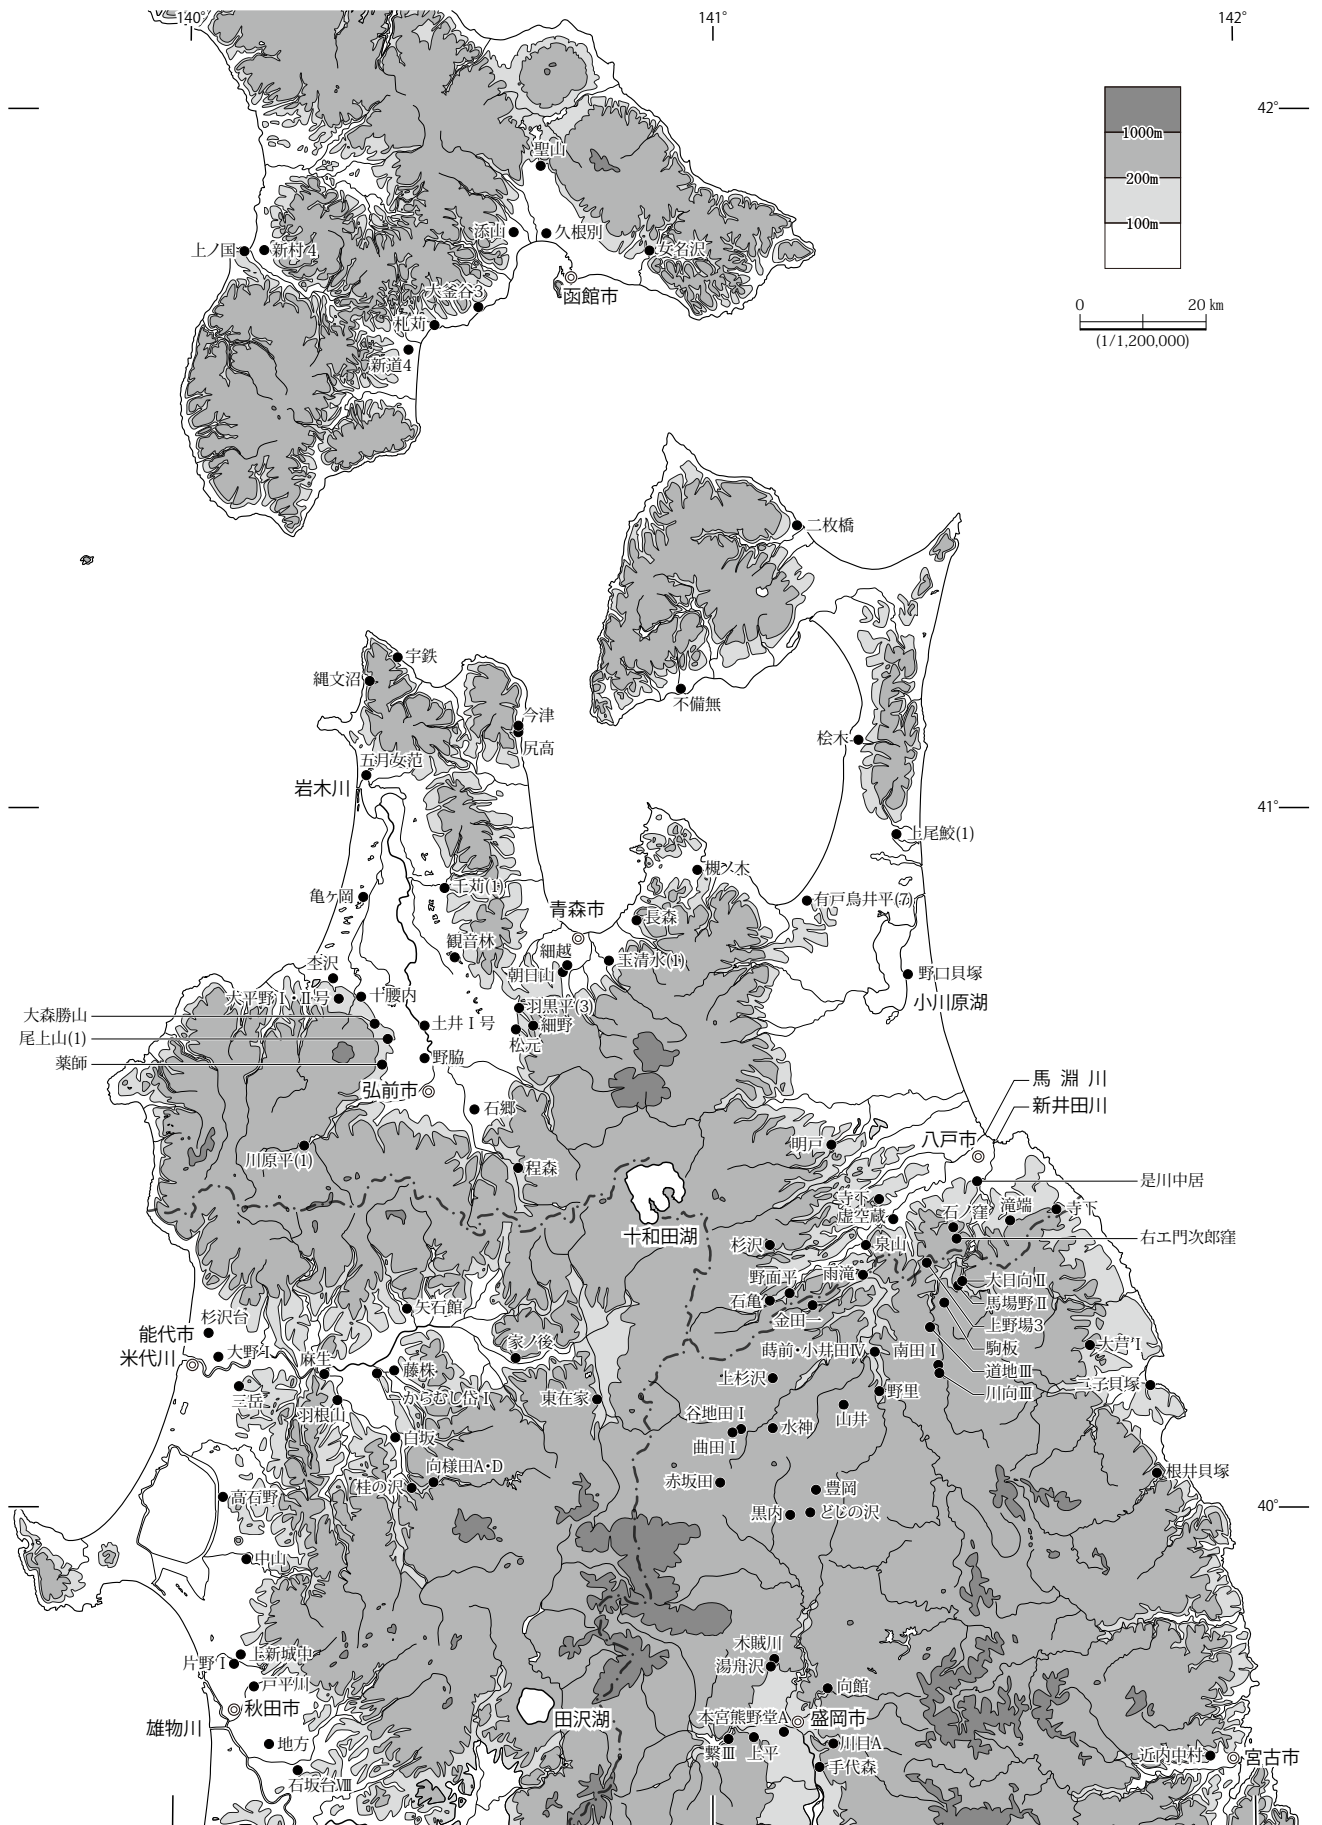 140°
141°
142°
42°
1000m
200m
100m
0
20 km
(1/1,200,000)
聖山
添山
久根別
女名沢
上ノ国
新村4
函館市
大釜谷3
札苅
新道4
二枚橋
宇鉄
縄文沼
不備無
今津
尻高
桧木
五月女萢
岩木川
41°
上尾鮫(1)
槻ノ木
千苅(1)
亀ヶ岡
有戸鳥井平(7)
青森市
長森
観音林
細越
玉清水(1)
朝日山
野口貝塚
杢沢
大平野Ⅰ・Ⅱ号
十腰内
羽黒平(3)
小川原湖
大森勝山
土井Ⅰ号
細野
尾上山(1)
松元
薬師
野脇
馬淵川
弘前市
新井田川
石郷
八戸市
明戸
川原平(1)
程森
是川中居
寺下
虚空蔵
石ノ窪
滝端
寺下
十和田湖
右エ門次郎窪
杉沢
泉山
野面平
雨滝
大日向Ⅱ
石亀
馬場野Ⅱ
矢石館
金田一
上野場3
杉沢台
能代市
駒板
米代川
大野Ⅰ
麻生
家ノ後
蒔前・小井田Ⅳ
南田Ⅰ
大芦Ⅰ
藤株
道地Ⅲ
上杉沢
三岳
からむし岱Ⅰ
東在家
野里
川向Ⅲ
二子貝塚
羽根山
谷地田Ⅰ
山井
水神
白坂
曲田Ⅰ
向様田A・D
桂の沢
赤坂田
根井貝塚
高石野
豊岡
黒内
どじの沢
40°
中山
上新城中
木賊川
片野Ⅰ
湯舟沢
戸平川
向館
秋田市
田沢湖
本宮熊野堂A
盛岡市
雄物川
地方
繋Ⅲ
上平
川目A
近内中村
宮古市
石坂台Ⅷ
手代森